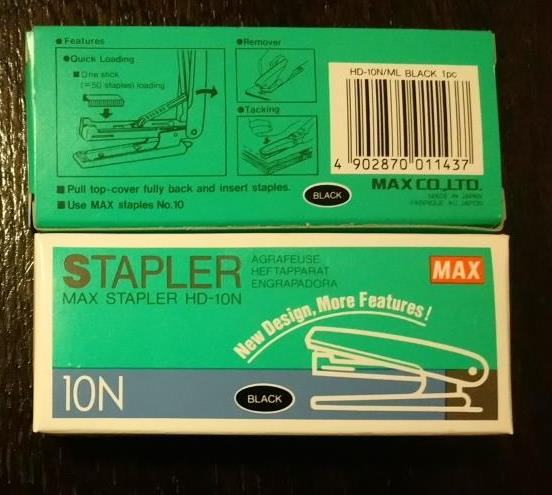 ● Features
● Quick Loading
■ One stick
(=50 staples) loading
● Remover
● Tacking
HD-10N/ML BLACK 1pc
4 902870 011437
■ Pull top-cover fully back and insert staples.
■ Use MAX staples No.10
BLACK
MAX CO.,LTD.
MADE IN JAPAN
FABRIQUE AU JAPON
STAPLER
AGRAFEUSE
HEFTAPPARAT
ENGRAPADORA
MAX STAPLER HD-10N
MAX
New Design, More Features!
10N
BLACK